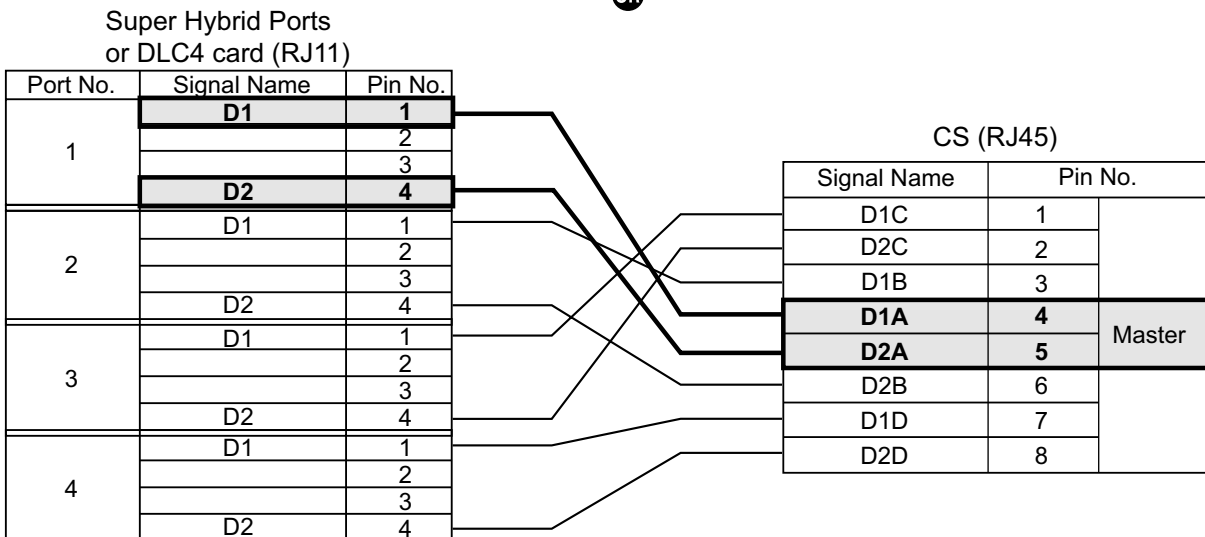 Super Hybrid Ports
or DLC4 card (RJ11)
Port No. Signal Name Pin No.
1
D1 1
2
3
D2 4
2
D1 1
2
3
D2 4
3
D1 1
2
3
D2 4
4
D1 1
2
3
D2 4
CS (RJ45)
Signal Name Pin No.
D1C 1
D2C 2
D1B 3
D1A 4
D2A 5
Master
D2B 6
D1D 7
D2D 8